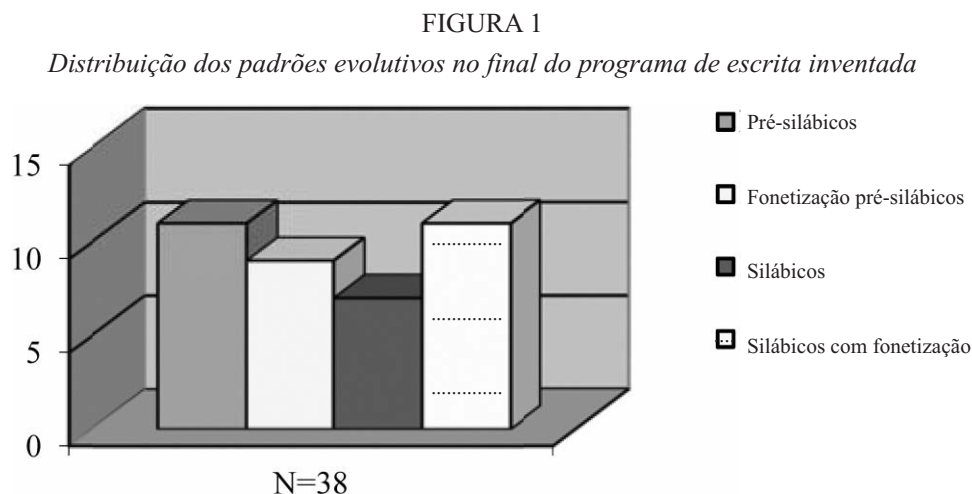 FIGURA 1
Distribuição dos padrões evolutivos no final do programa de escrita inventada
15
10
5
0
N=38
Pré-silábicos
Fonetização pré-silábicos
Silábicos
Silábicos com fonetização